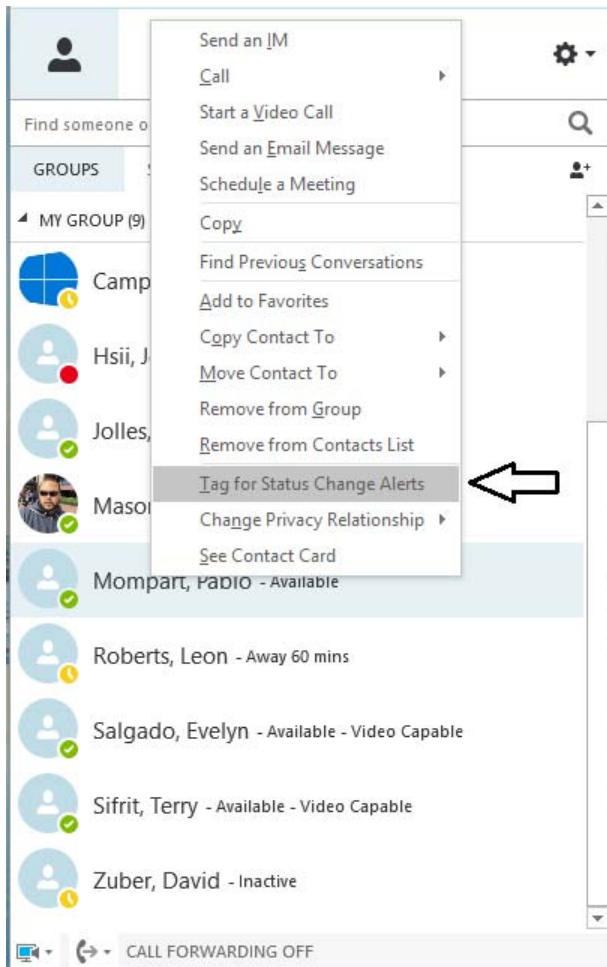 Send an IM
Call
Start a Video Call
Find someone o
Send an Email Message
GROUPS
Schedule a Meeting
MY GROUP (9)
Copy
Find Previous Conversations
Camp
Add to Favorites
Copy Contact To
Hsii, J
Move Contact To
Remove from Group
Jolles,
Remove from Contacts List
Tag for Status Change Alerts
Maso
Change Privacy Relationship
See Contact Card
Mompart, Pablo - Available
Roberts, Leon - Away 60 mins
Salgado, Evelyn - Available - Video Capable
Sifrit, Terry - Available - Video Capable
Zuber, David - Inactive
CALL FORWARDING OFF